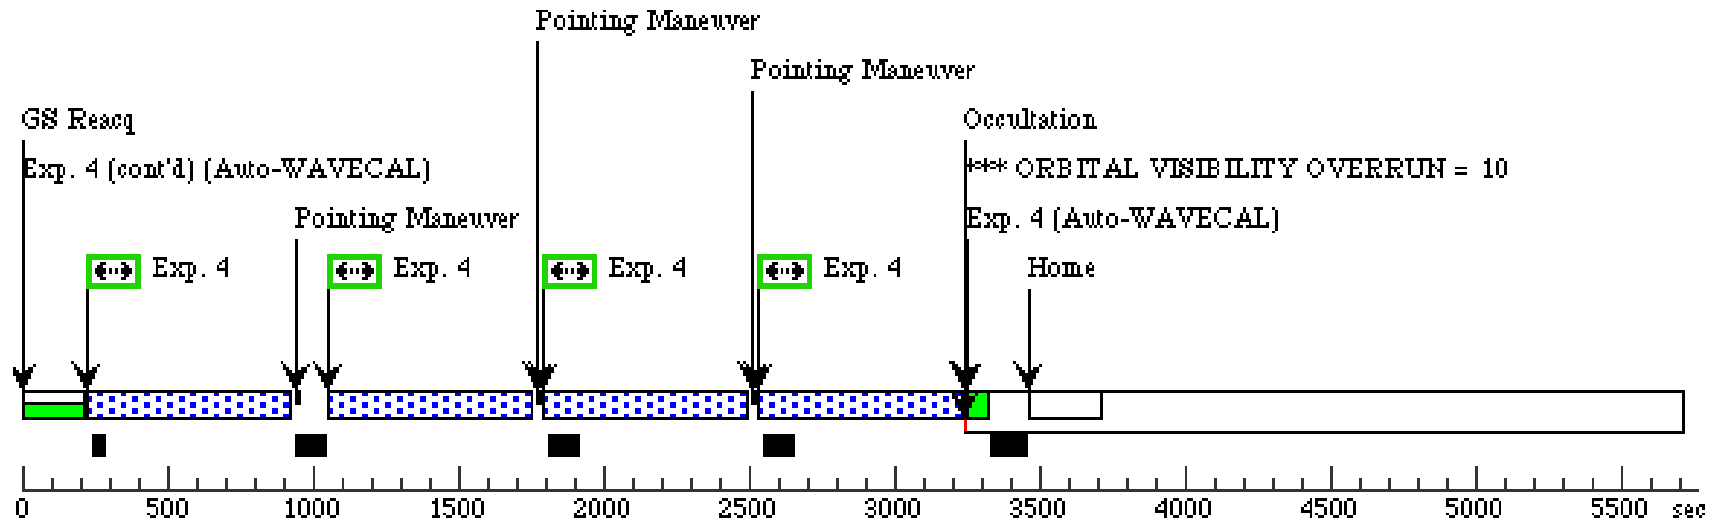 Pointing Maneuver
Pointing Maneuver
GS Reacq
Occultation
Exp. 4 (cont'd) (Auto-WAVECAL)
*** ORBITAL VISIBILITY OVERRUN = 10
Pointing Maneuver
Exp. 4 (Auto-WAVECAL)
Exp. 4
Exp. 4
Exp. 4
Exp. 4
Home
0 500 1000 1500 2000 2500 3000 3500 4000 4500 5000 5500 sec